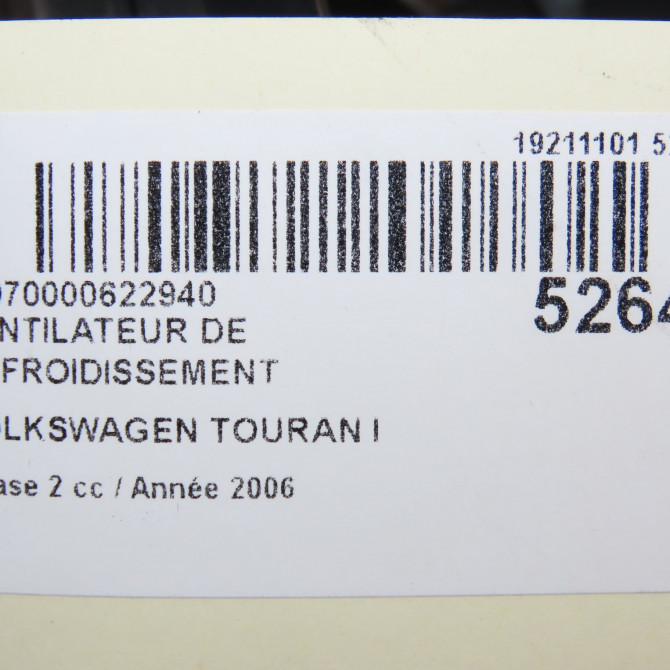 19211101 5
070000622940
5264
NTILATEUR DE
FROIDISSEMENT
LKSWAGEN TOURAN I
ase 2 cc / Année 2006